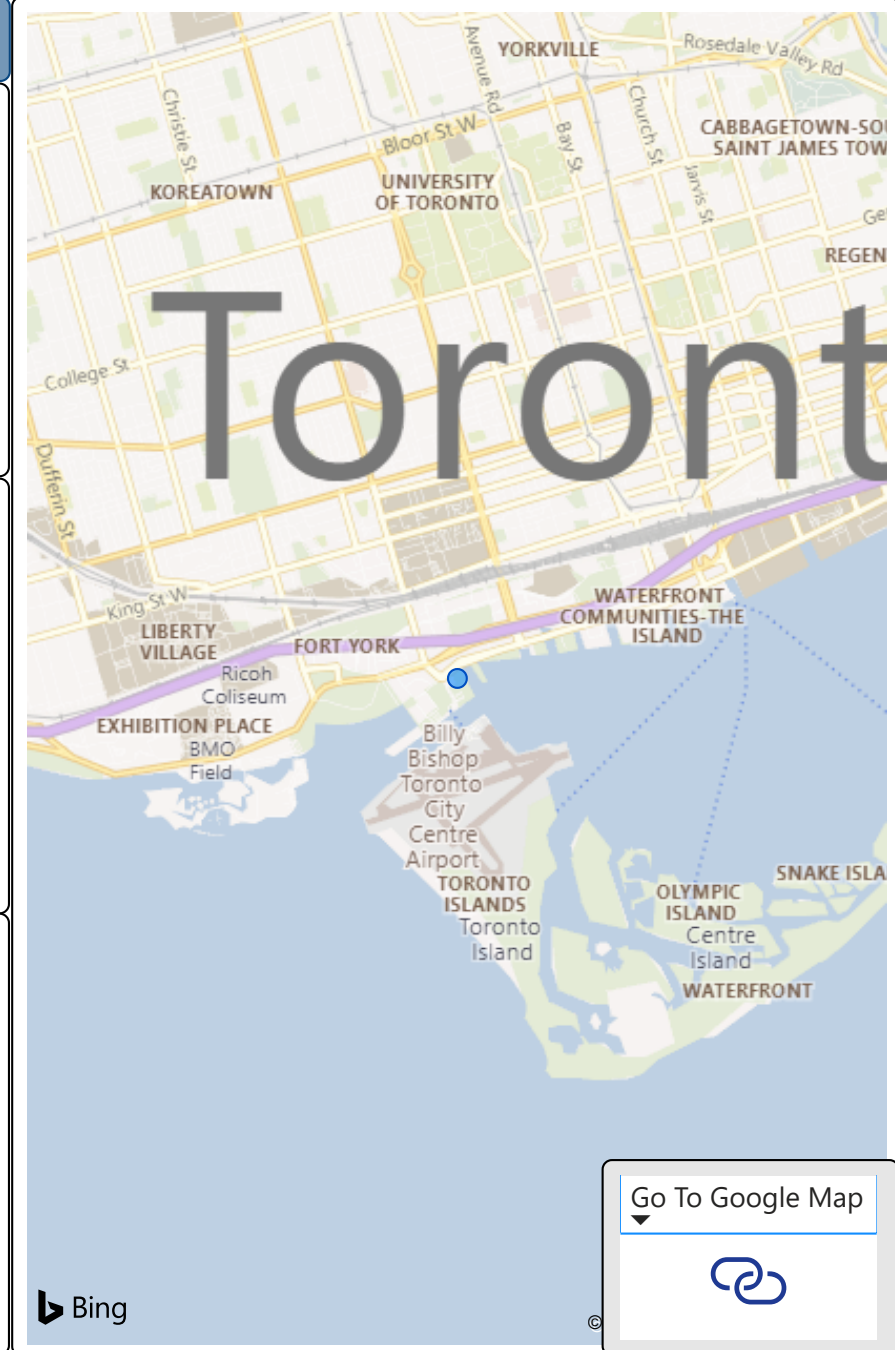 YORKVILLE
Rosedale Valley Rd
Avenue Rd
Christie St
Church St
Bay St
Bloor St W
CABBAGETOWN-SOU
SAINT JAMES TOW
KOREATOWN
UNIVERSITY
OF TORONTO
Jarvis St
Ge
REGEN
Toront
College St
Dufferin St
King St W
WATERFRONT
COMMUNITIES-THE
ISLAND
LIBERTY
VILLAGE
FORT YORK
Ricoh
Coliseum
EXHIBITION PLACE
BMO
Field
Billy
Bishop
Toronto
City
Centre
Airport
TORONTO
ISLANDS
Toronto
Island
SNAKE ISLA
OLYMPIC
ISLAND
Centre
Island
WATERFRONT
Go To Google Map
Bing
©